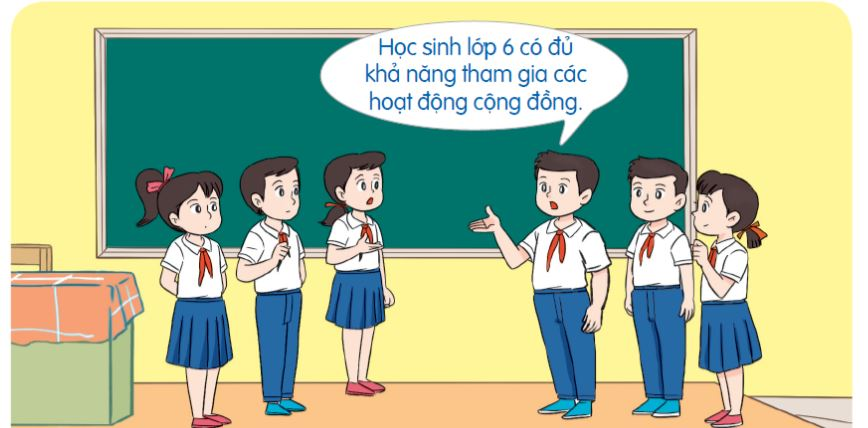 Học sinh lớp 6 có đủ
khả năng tham gia các
hoạt động cộng đồng.